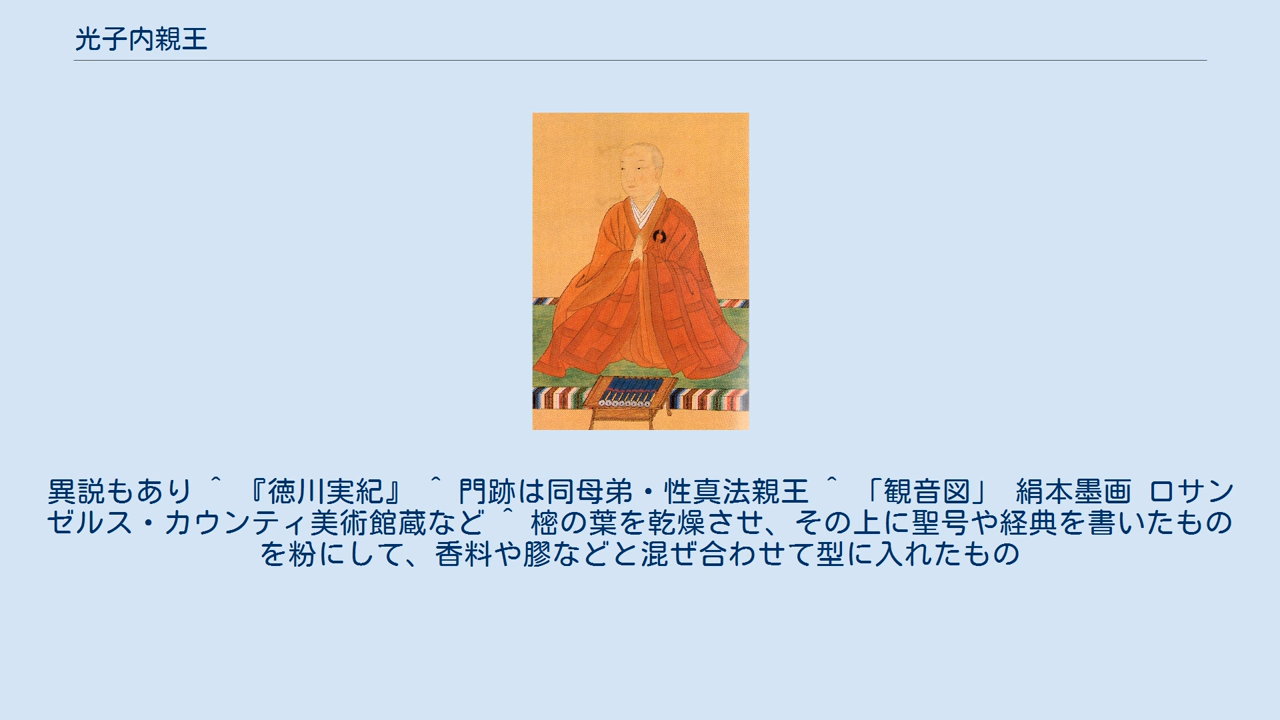 光子内親王
異説もあり ^ 『徳川実紀』 ^ 門跡は同母弟・性真法親王 ^ 「観音図」 絹本墨画 ロサン
ゼルス・カウンティ美術館蔵など ^ 樒の葉を乾燥させ、その上に聖号や経典を書いたもの
を粉にして、香料や膠などと混ぜ合わせて型に入れたもの